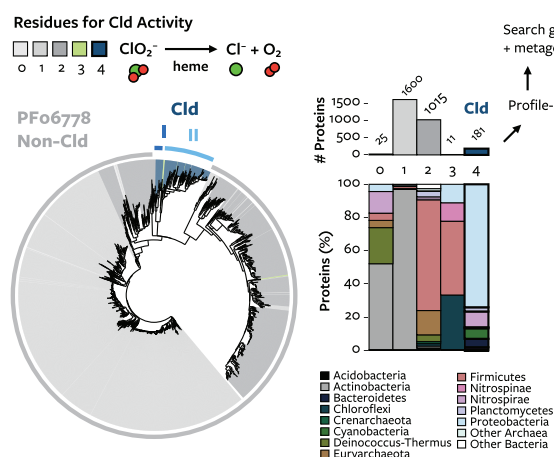 Residues for Cld Activity
ClO₂⁻ → Cl⁻ + O₂
heme
0 1 2 3 4
Search g
+ metage
Profile-
PF06778
Non-Cld
Cld
I II
# Proteins
1500
1000
500
0
25 1600 1015 11 181
Cld
0 1 2 3 4
Proteins (%)
100
80
60
40
20
0
Acidobacteria
Actinobacteria
Bacteroidetes
Chloroflexi
Crenarchaeota
Cyanobacteria
Deinococcus-Thermus
Euryarchaeota
Firmicutes
Nitrospinae
Nitrospirae
Planctomycetes
Proteobacteria
Other Archaea
Other Bacteria